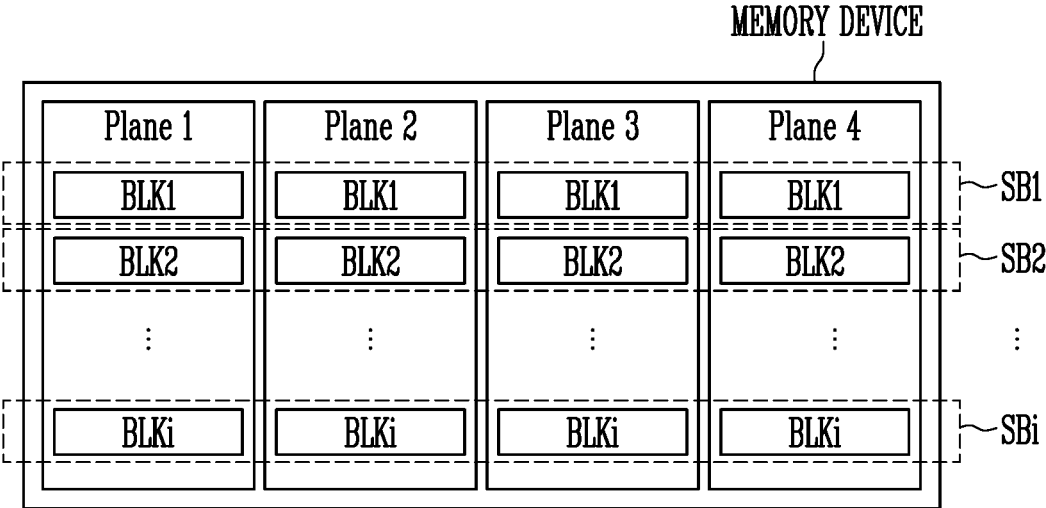 MEMORY DEVICE
Plane 1 Plane 2 Plane 3 Plane 4
BLK1 BLK1 BLK1 BLK1 SB1
BLK2 BLK2 BLK2 BLK2 SB2
⋮ ⋮ ⋮ ⋮ ⋮
BLKi BLKi BLKi BLKi SBi